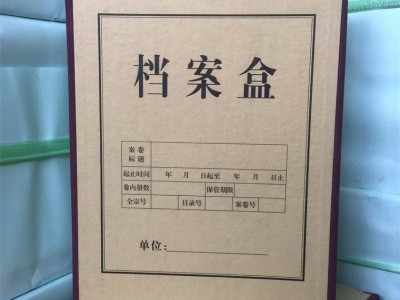 档案盒
案卷
标题
起止时间 年 月 日起至 年 月 日止
卷内册数 保管期限
全宗号 目录号 案卷号
单位: